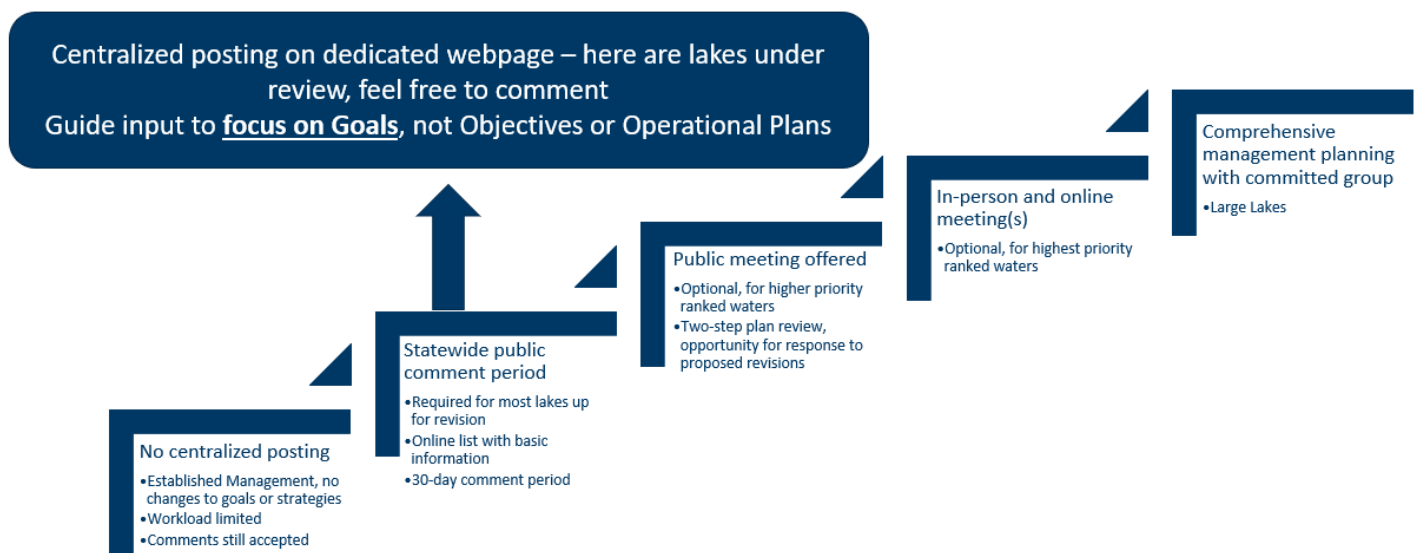 Centralized posting on dedicated webpage – here are lakes under
review, feel free to comment
Guide input to focus on Goals, not Objectives or Operational Plans
No centralized posting
•Established Management, no
changes to goals or strategies
•Workload limited
•Comments still accepted
Statewide public
comment period
•Required for most lakes up
for revision
•Online list with basic
information
•30-day comment period
Public meeting offered
•Optional, for higher priority
ranked waters
•Two-step plan review,
opportunity for response to
proposed revisions
In-person and online
meeting(s)
•Optional, for highest priority
ranked waters
Comprehensive
management planning
with committed group
•Large Lakes